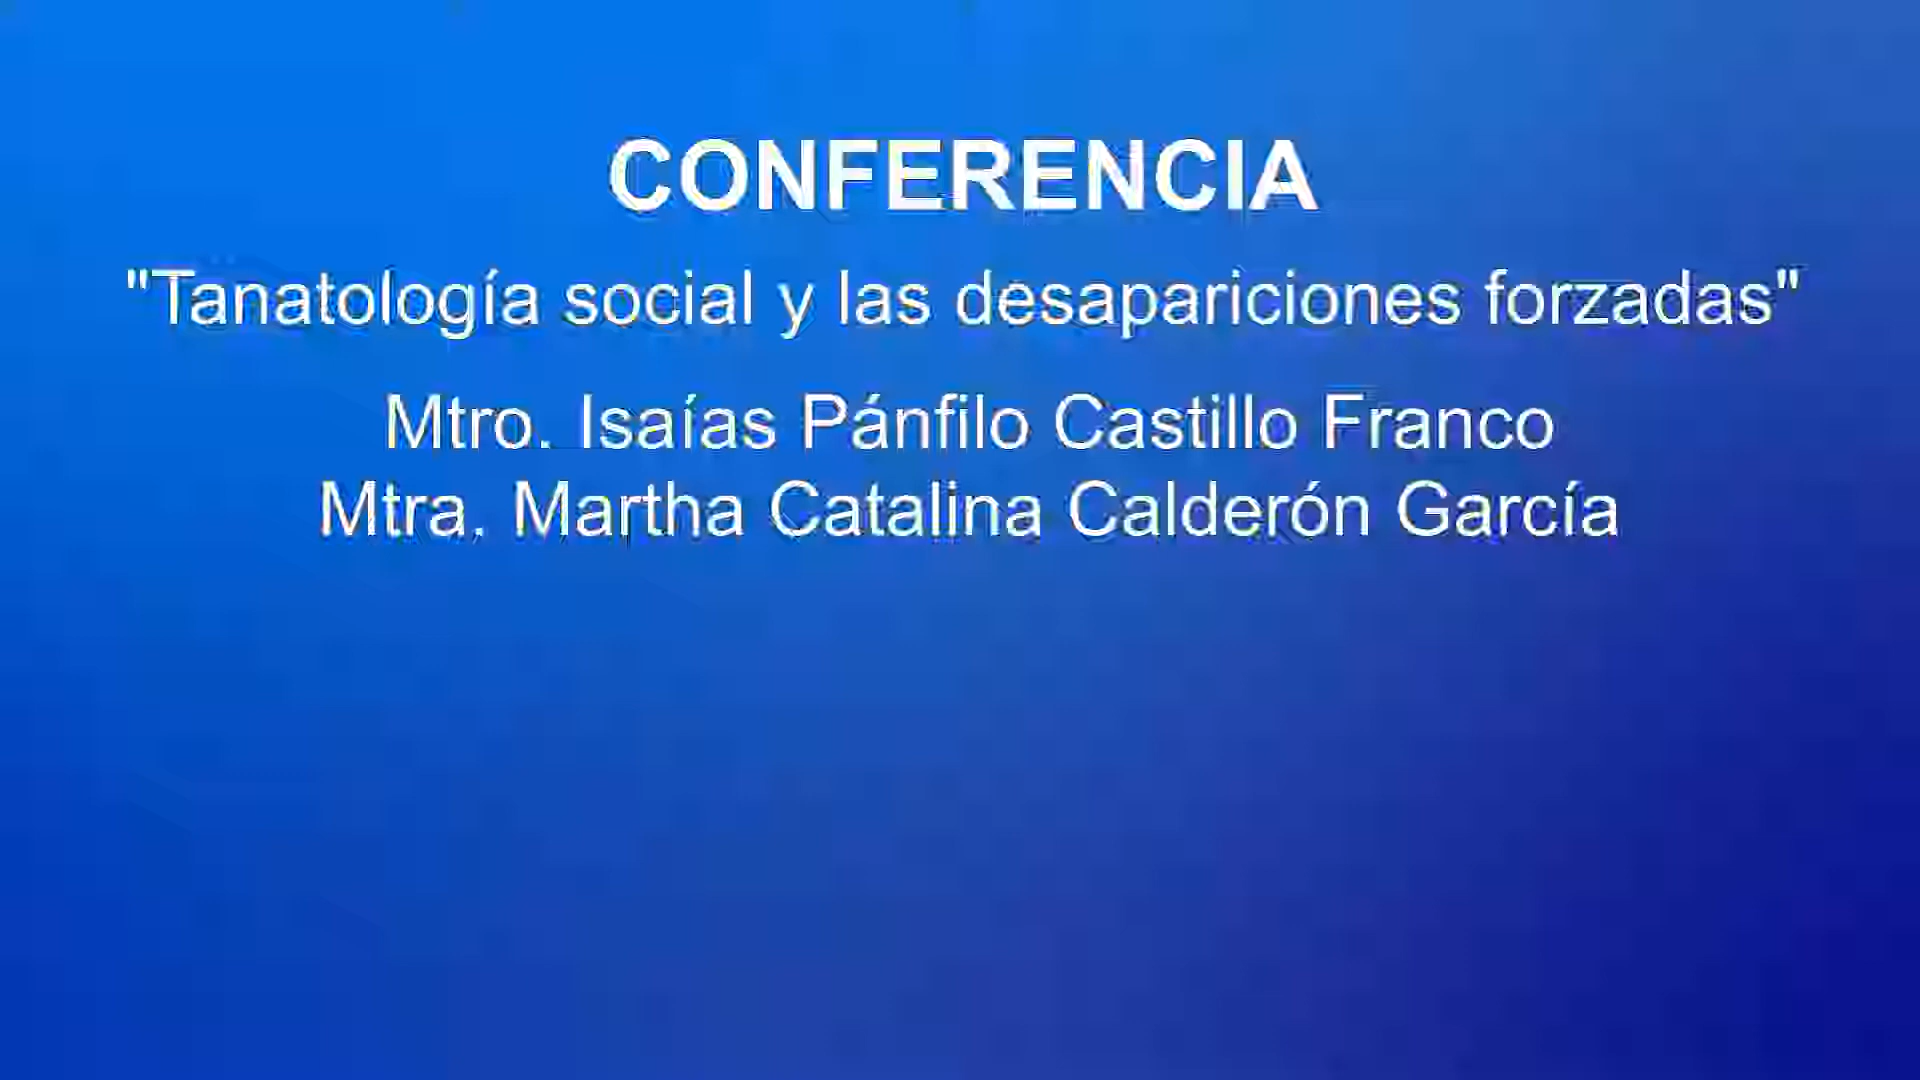 CONFERENCIA
"Tanatología social y las desapariciones forzadas"
Mtro. Isaías Pánfilo Castillo Franco
Mtra. Martha Catalina Calderón García